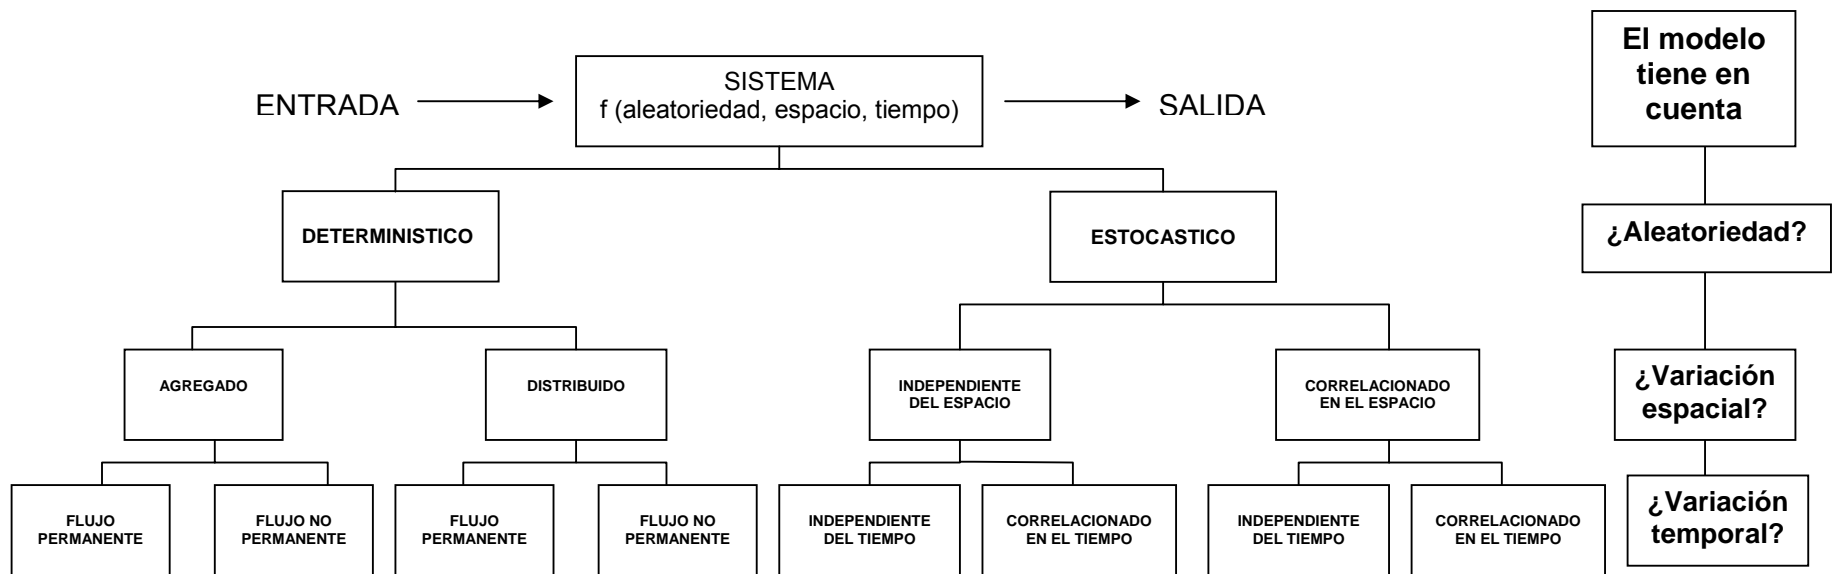 ENTRADA
SISTEMA
f (aleatoriedad, espacio, tiempo)
SALIDA
El modelo
tiene en
cuenta
DETERMINISTICO
ESTOCASTICO
¿Aleatoriedad?
AGREGADO
DISTRIBUIDO
INDEPENDIENTE
DEL ESPACIO
CORRELACIONADO
EN EL ESPACIO
¿Variación
espacial?
FLUJO
PERMANENTE
FLUJO NO
PERMANENTE
FLUJO
PERMANENTE
FLUJO NO
PERMANENTE
INDEPENDIENTE
DEL TIEMPO
CORRELACIONADO
EN EL TIEMPO
INDEPENDIENTE
DEL TIEMPO
CORRELACIONADO
EN EL TIEMPO
¿Variación
temporal?